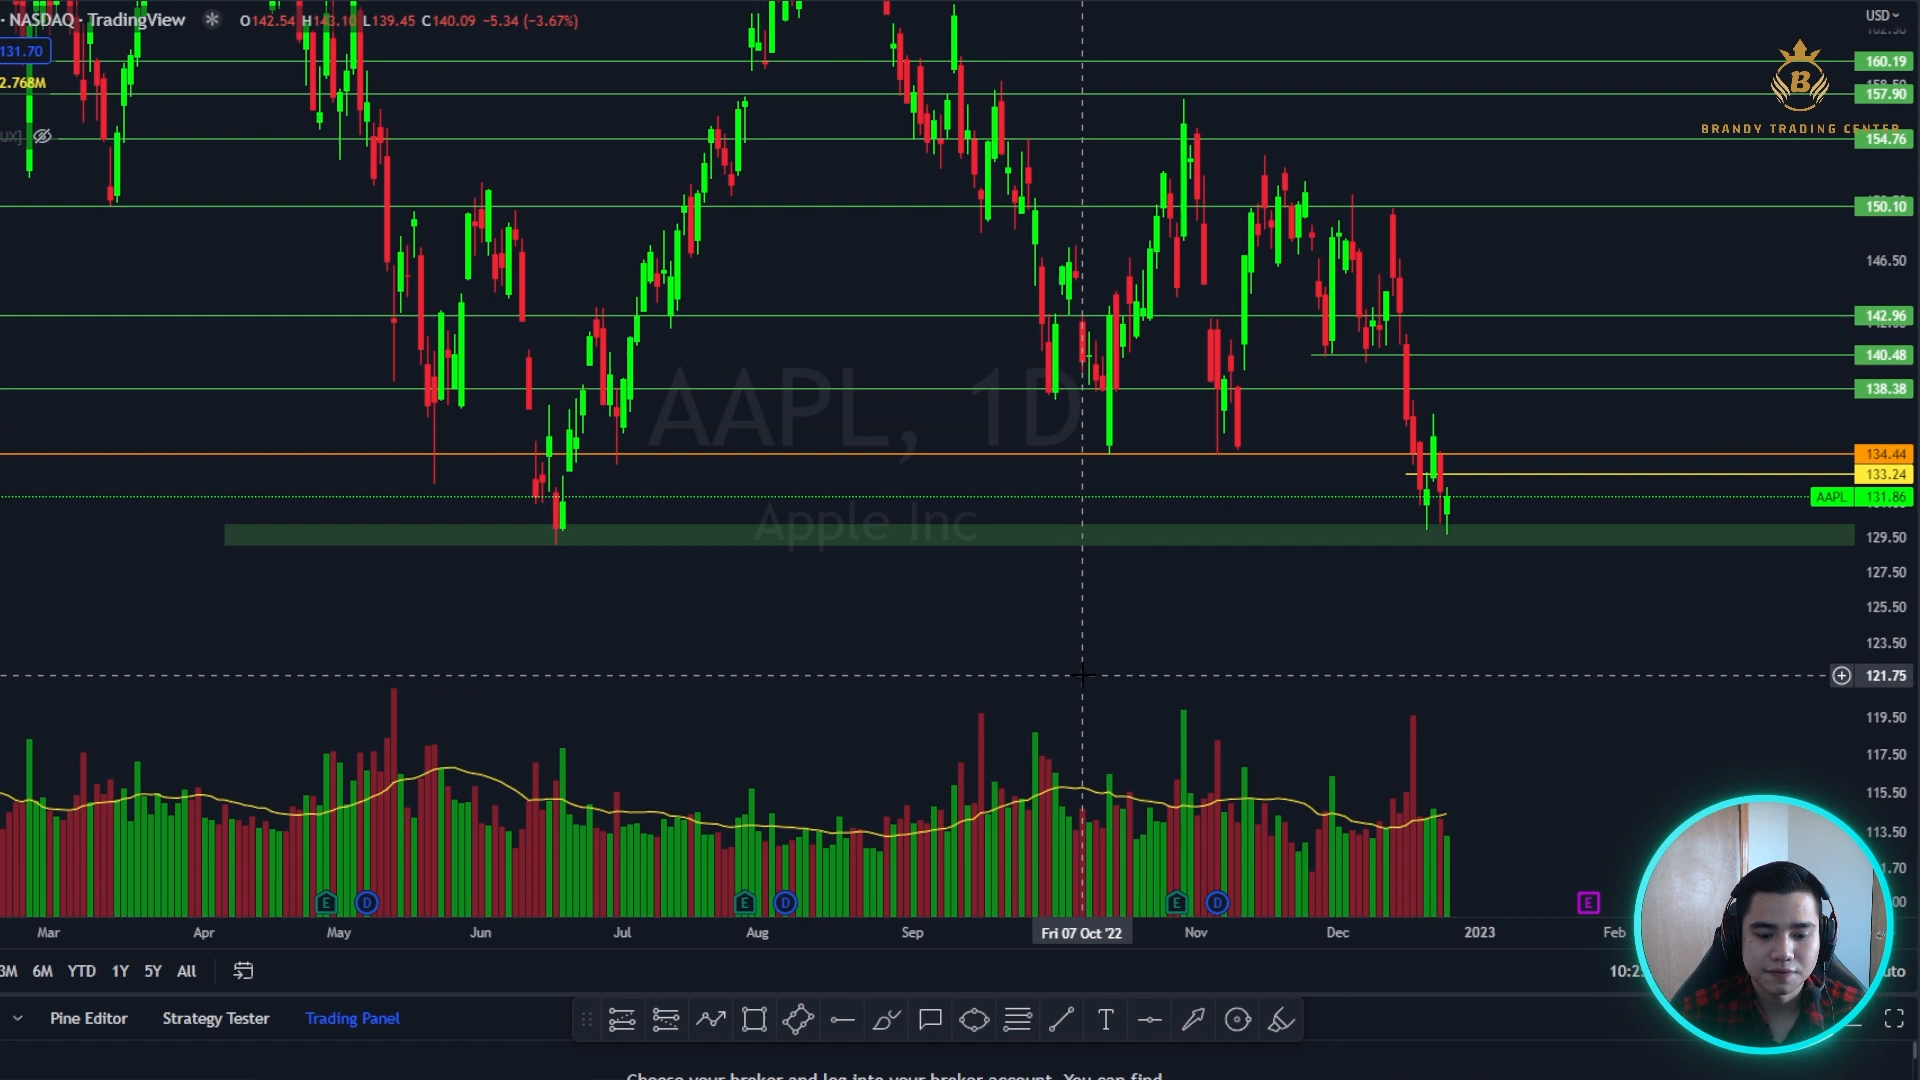 · NASDAQ · TradingView O142.54 H143.10 L139.45 C140.09 −5.34 (−3.67%)
USD
131.70
2.768M
160.19
157.90
B
BRANDY TRADING CENTER
154.76
150.10
146.50
142.96
140.48
138.38
134.44
133.24
AAPL 131.86
129.50
127.50
125.50
123.50
121.75
119.50
117.50
115.50
113.50
AAPL, 1D
Apple Inc
E D E D E D E
Mar Apr May Jun Jul Aug Sep Fri 07 Oct '22 Nov Dec 2023 Feb
3M 6M YTD 1Y 5Y All
Pine Editor Strategy Tester Trading Panel
T
Choose your broker and log into your broker account. You can find